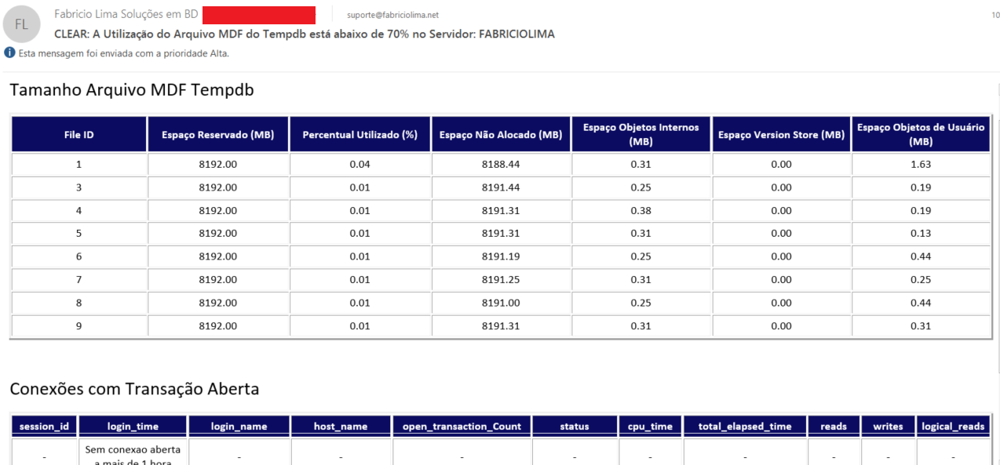 FL
Fabricio Lima Soluções em BD
suporte@fabriciolima.net
10
CLEAR: A Utilização do Arquivo MDF do Tempdb está abaixo de 70% no Servidor: FABRICIOLIMA
Esta mensagem foi enviada com a prioridade Alta.
Tamanho Arquivo MDF Tempdb
File ID Espaço Reservado (MB) Percentual Utilizado (%) Espaço Não Alocado (MB) Espaço Objetos Internos (MB) Espaço Version Store (MB) Espaço Objetos de Usuário (MB)
1 8192.00 0.04 8188.44 0.31 0.00 1.63
3 8192.00 0.01 8191.44 0.25 0.00 0.19
4 8192.00 0.01 8191.31 0.38 0.00 0.19
5 8192.00 0.01 8191.31 0.31 0.00 0.13
6 8192.00 0.01 8191.19 0.25 0.00 0.44
7 8192.00 0.01 8191.25 0.31 0.00 0.25
8 8192.00 0.01 8191.00 0.25 0.00 0.44
9 8192.00 0.01 8191.31 0.31 0.00 0.31
Conexões com Transação Aberta
session_id login_time login_name host_name open_transaction_Count status cpu_time total_elapsed_time reads writes logical_reads
- Sem conexao aberta a mais de 1 hora - - - - - - - - -